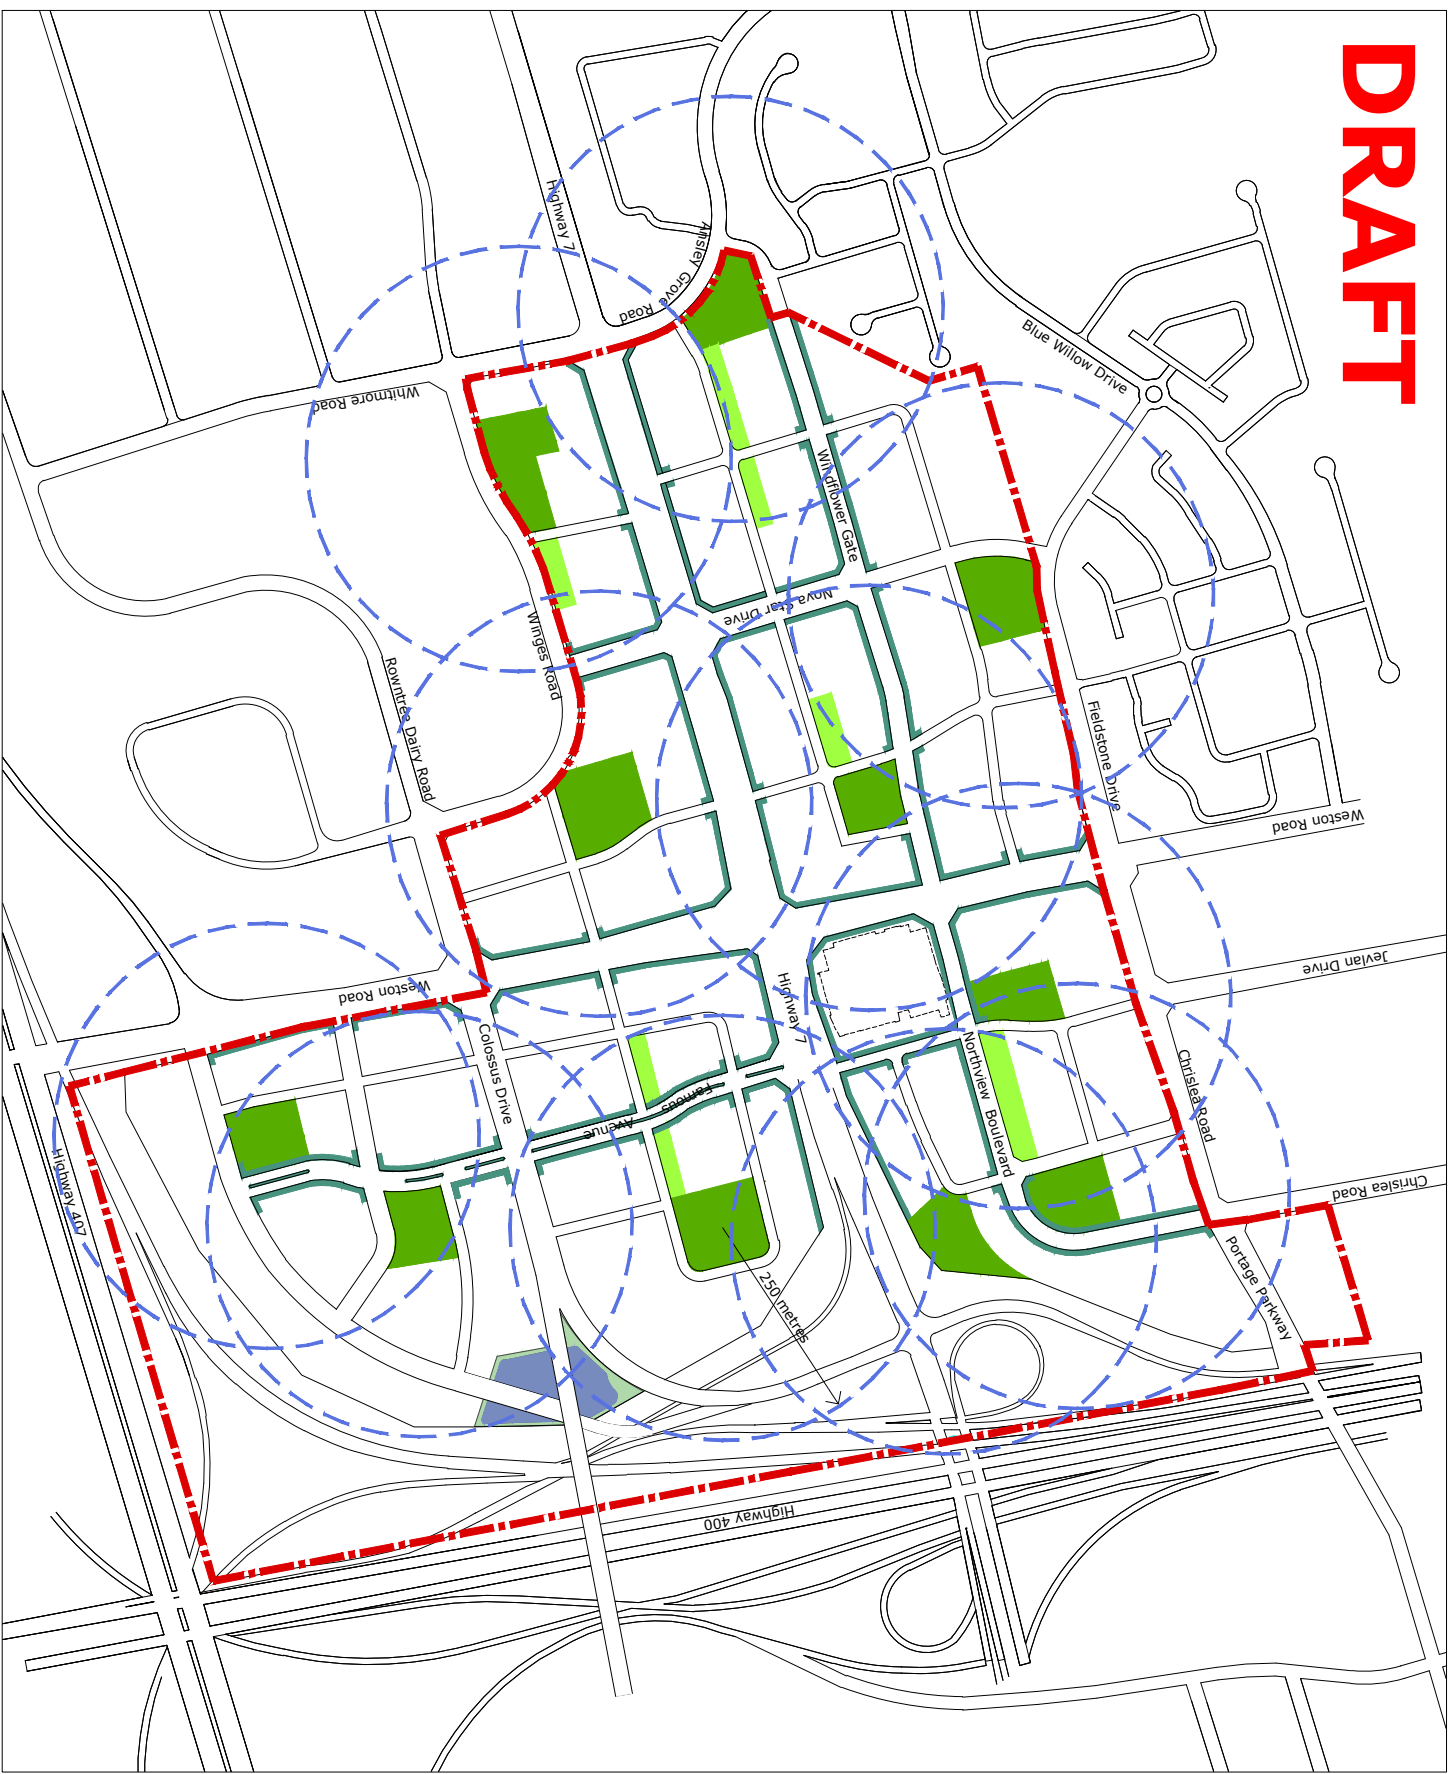 DRAFT
Highway 7
Ansley Grove
Road
Blue Willow Drive
Whitmore Road
Windflower Gate
Nova Star Drive
Winges Road
Rowntree Dairy Road
Fieldstone Drive
Weston Road
Jevlan Drive
Weston Road
Highway 7
Colossus Drive
Northview Boulevard
Chrislea Road
Famous
Avenue
Highway 407
Chrislea Road
Portage Parkway
250 metres
Highway 400